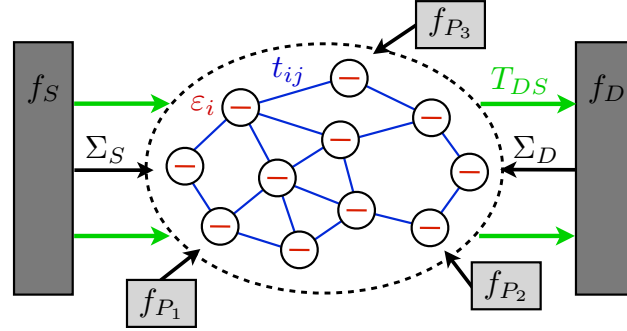 f_{P_3}
f_S
t_{ij}
T_{DS}
f_D
ε_i
Σ_S
Σ_D
f_{P_1}
f_{P_2}